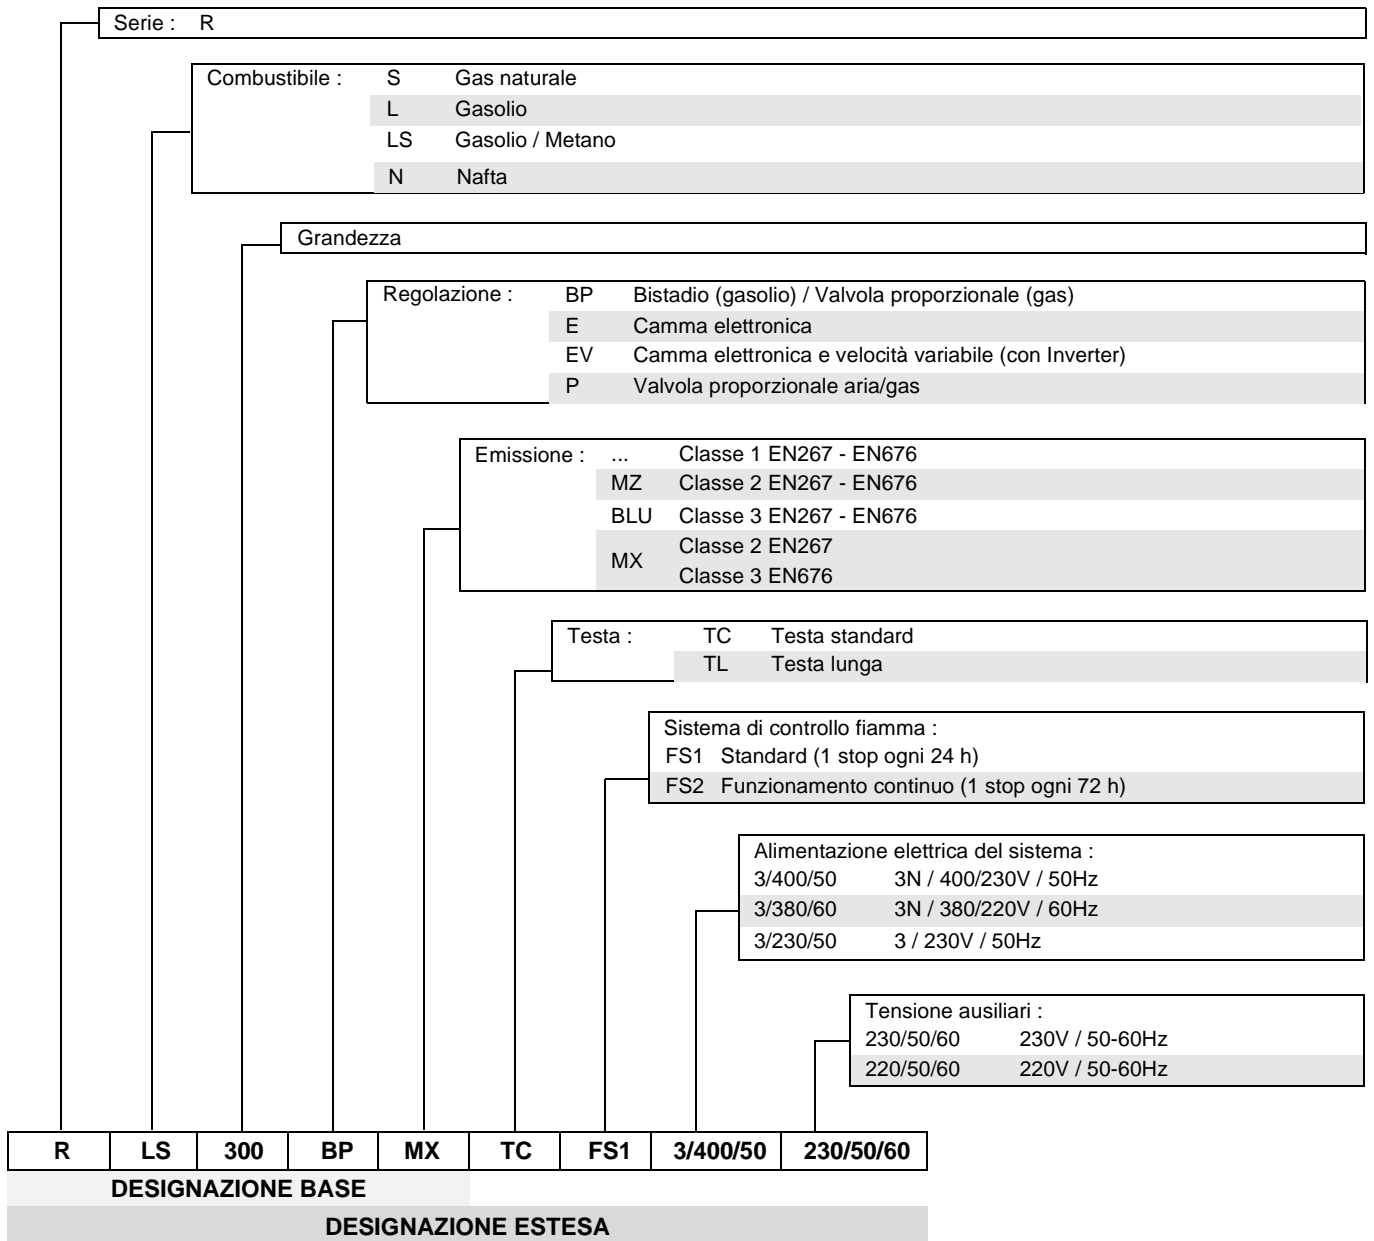 Serie : R
Combustibile : S Gas naturale
L Gasolio
LS Gasolio / Metano
N Nafta
Grandezza
Regolazione : BP Bistadio (gasolio) / Valvola proporzionale (gas)
E Camma elettronica
EV Camma elettronica e velocità variabile (con Inverter)
P Valvola proporzionale aria/gas
Emissione : ... Classe 1 EN267 - EN676
MZ Classe 2 EN267 - EN676
BLU Classe 3 EN267 - EN676
MX Classe 2 EN267
Classe 3 EN676
Testa : TC Testa standard
TL Testa lunga
Sistema di controllo fiamma :
FS1 Standard (1 stop ogni 24 h)
FS2 Funzionamento continuo (1 stop ogni 72 h)
Alimentazione elettrica del sistema :
3/400/50 3N / 400/230V / 50Hz
3/380/60 3N / 380/220V / 60Hz
3/230/50 3 / 230V / 50Hz
Tensione ausiliari :
230/50/60 230V / 50-60Hz
220/50/60 220V / 50-60Hz
R LS 300 BP MX TC FS1 3/400/50 230/50/60
DESIGNAZIONE BASE
DESIGNAZIONE ESTESA